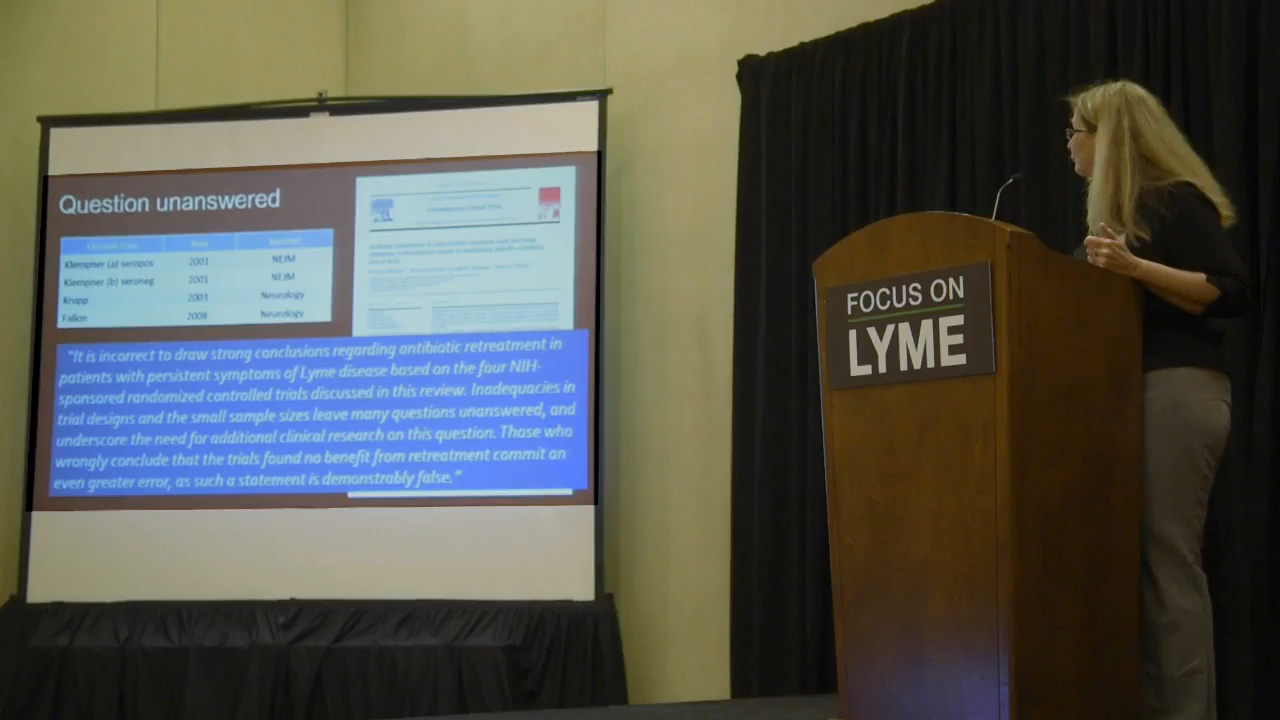 Question unanswered
Clinical Trial Year Journal
Klempner (a) seropos 2001 NEJM
Klempner (b) seroneg 2001 NEJM
Krupp 2003 Neurology
Fallon 2008 Neurology
"It is incorrect to draw strong conclusions regarding antibiotic retreatment in
patients with persistent symptoms of Lyme disease based on the four NIH-
sponsored randomized controlled trials discussed in this review. Inadequacies in
trial designs and the small sample sizes leave many questions unanswered, and
underscore the need for additional clinical research on this question. Those who
wrongly conclude that the trials found no benefit from retreatment commit an
even greater error, as such a statement is demonstrably false."
FOCUS ON
LYME